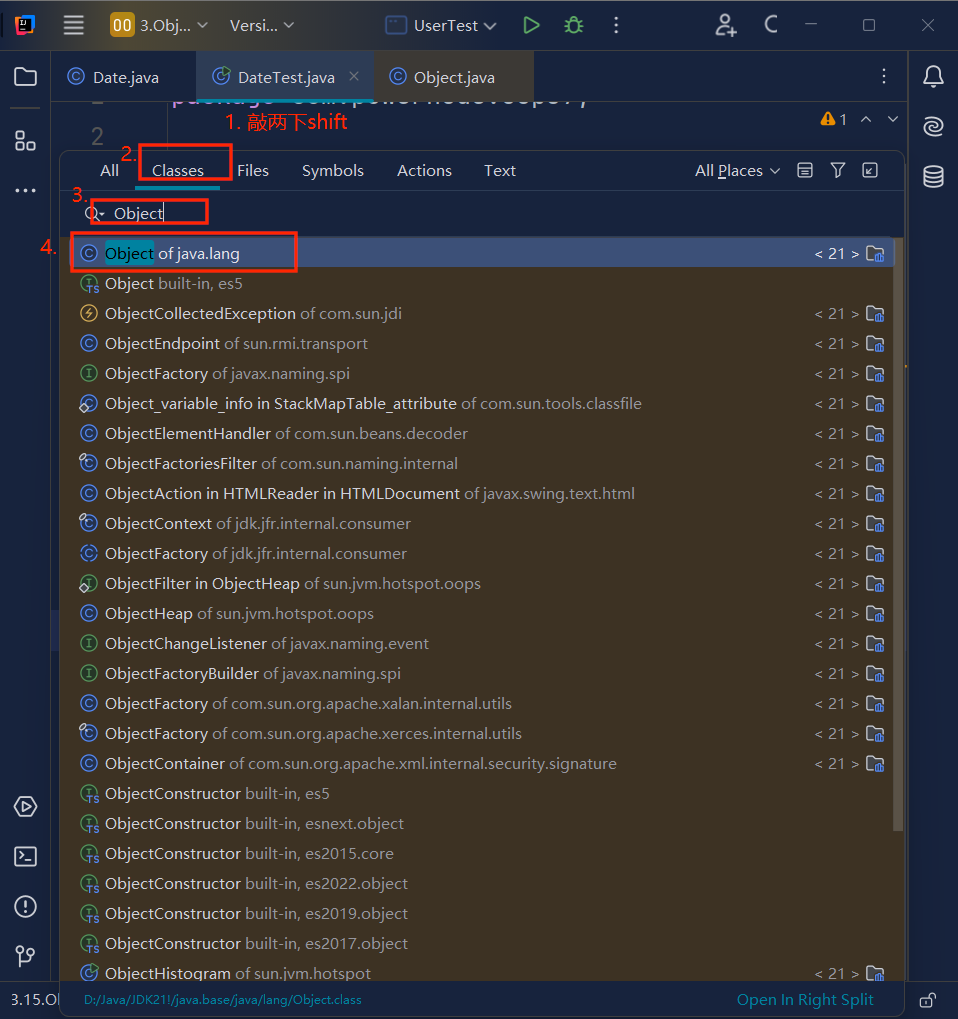 3.Obj... Versi... UserTest
Date.java DateTest.java Object.java
2
1. 敲两下shift
1
2.
All Classes Files Symbols Actions Text All Places
3.
Object
4.
Object of java.lang < 21 >
Object built-in, es5
ObjectCollectedException of com.sun.jdi < 21 >
ObjectEndpoint of sun.rmi.transport < 21 >
ObjectFactory of javax.naming.spi < 21 >
Object_variable_info in StackMapTable_attribute of com.sun.tools.classfile < 21 >
ObjectElementHandler of com.sun.beans.decoder < 21 >
ObjectFactoriesFilter of com.sun.naming.internal < 21 >
ObjectAction in HTMLReader in HTMLDocument of javax.swing.text.html < 21 >
ObjectContext of jdk.jfr.internal.consumer < 21 >
ObjectFactory of jdk.jfr.internal.consumer < 21 >
ObjectFilter in ObjectHeap of sun.jvm.hotspot.oops < 21 >
ObjectHeap of sun.jvm.hotspot.oops < 21 >
ObjectChangeListener of javax.naming.event < 21 >
ObjectFactoryBuilder of javax.naming.spi < 21 >
ObjectFactory of com.sun.org.apache.xalan.internal.utils < 21 >
ObjectFactory of com.sun.org.apache.xerces.internal.utils < 21 >
ObjectContainer of com.sun.org.apache.xml.internal.security.signature < 21 >
ObjectConstructor built-in, es5
ObjectConstructor built-in, esnext.object
ObjectConstructor built-in, es2015.core
ObjectConstructor built-in, es2022.object
ObjectConstructor built-in, es2019.object
ObjectConstructor built-in, es2017.object
ObjectHistogram of sun.jvm.hotspot < 21 >
3.15.Ol D:/Java/JDK21!/java.base/java/lang/Object.class Open In Right Split